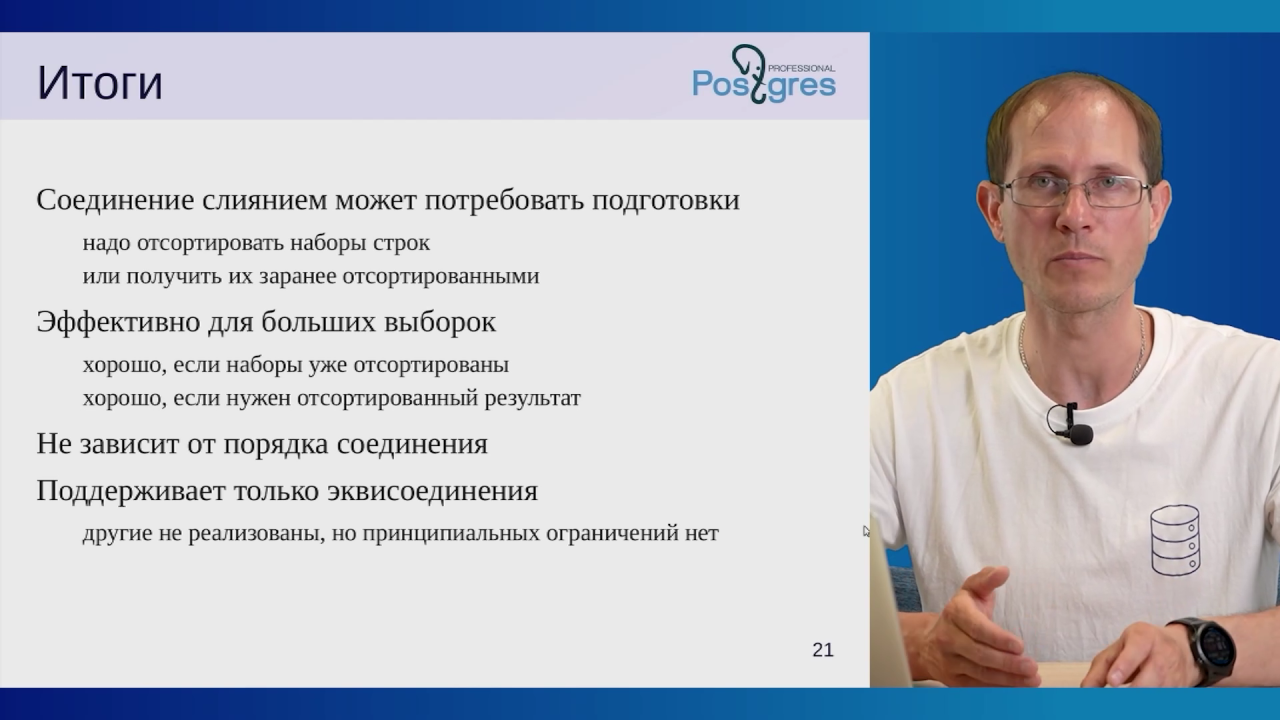 Итоги
PROFESSIONAL
Postgres
Соединение слиянием может потребовать подготовки
надо отсортировать наборы строк
или получить их заранее отсортированными
Эффективно для больших выборок
хорошо, если наборы уже отсортированы
хорошо, если нужен отсортированный результат
Не зависит от порядка соединения
Поддерживает только эквисоединения
другие не реализованы, но принципиальных ограничений нет
21